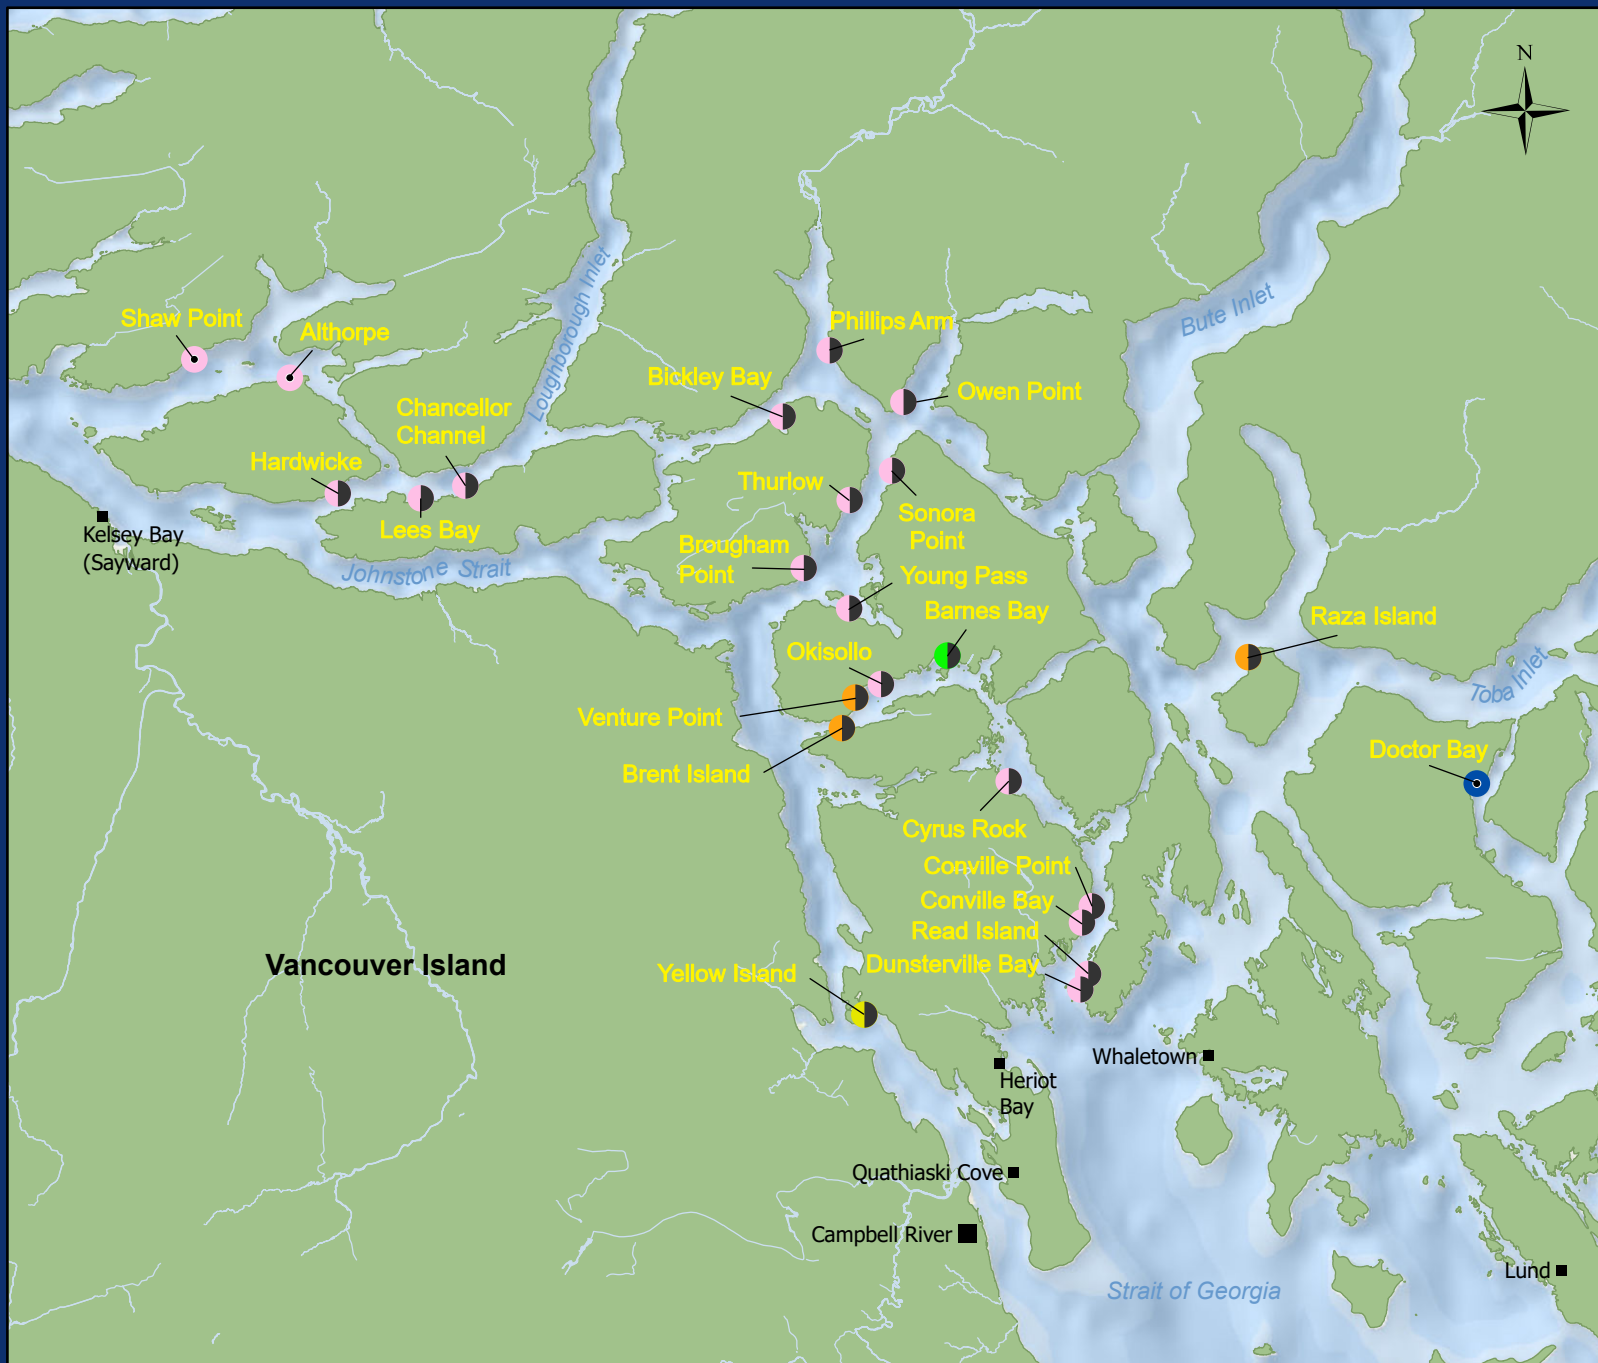 N
Loughborough Inlet
Bute Inlet
Shaw Point
Althorpe
Phillips Arm
Bickley Bay
Owen Point
Chancellor
Channel
Hardwicke
Thurlow
Lees Bay
Sonora
Point
Kelsey Bay
(Sayward)
Johnstone Strait
Brougham
Point
Young Pass
Barnes Bay
Raza Island
Okisollo
Toba Inlet
Venture Point
Doctor Bay
Brent Island
Cyrus Rock
Conville Point
Conville Bay
Read Island
Dunsterville Bay
Vancouver Island
Yellow Island
Whaletown
Heriot
Bay
Quathiaski Cove
Campbell River
Lund
Strait of Georgia